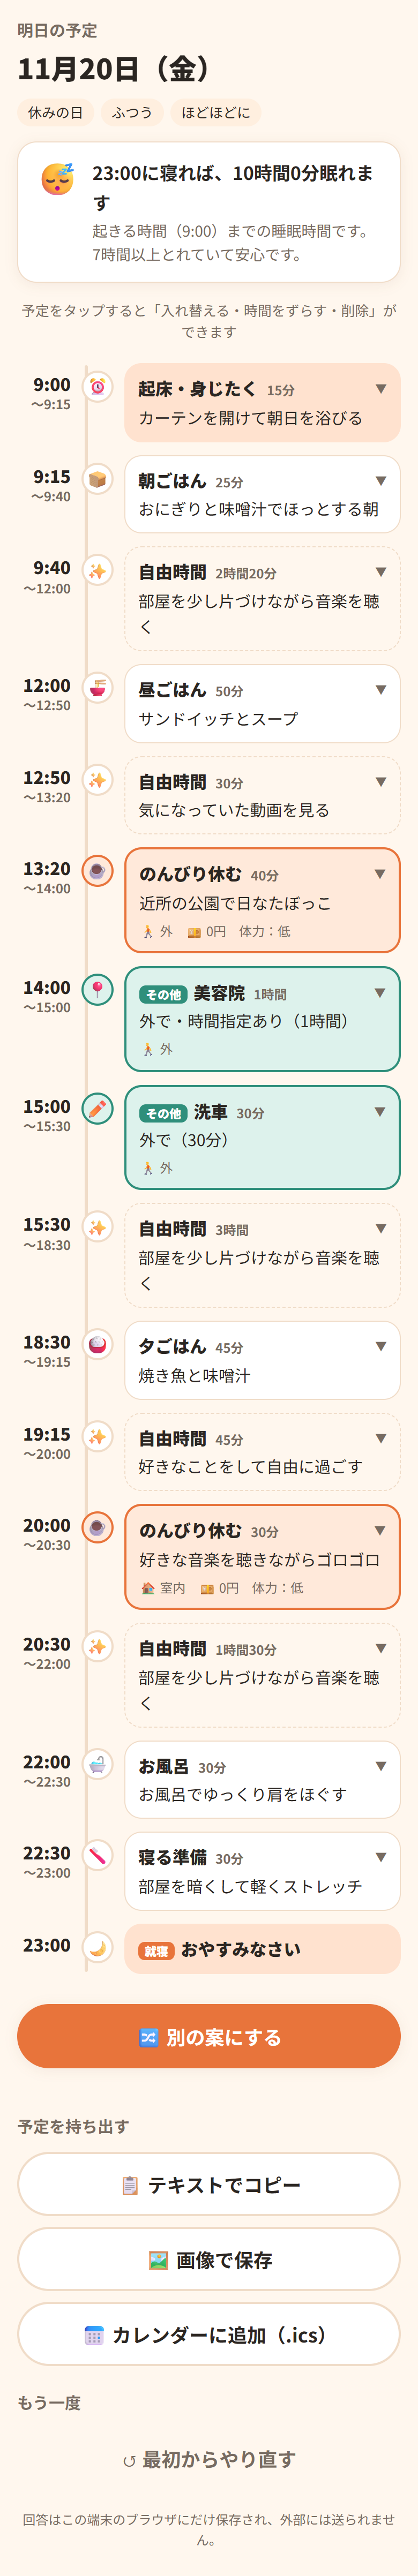 明日の予定
11月20日（金）
休みの日 ふつう ほどほどに
23:00に寝れば、10時間0分眠れま
す
起きる時間（9:00）までの睡眠時間です。
7時間以上とれていて安心です。
予定をタップすると「入れ替える・時間をずらす・削除」が
できます
9:00 起床・身じたく 15分 ▼
〜9:15 カーテンを開けて朝日を浴びる
9:15 朝ごはん 25分 ▼
〜9:40 おにぎりと味噌汁でほっとする朝
9:40 自由時間 2時間20分 ▼
〜12:00 部屋を少し片づけながら音楽を聴
く
12:00 昼ごはん 50分 ▼
〜12:50 サンドイッチとスープ
12:50 自由時間 30分 ▼
〜13:20 気になっていた動画を見る
13:20 のんびり休む 40分 ▼
〜14:00 近所の公園で日なたぼっこ
🚶 外 🎫 0円 体力：低
14:00 その他 美容院 1時間 ▼
〜15:00 外で・時間指定あり（1時間）
🚶 外
15:00 その他 洗車 30分 ▼
〜15:30 外で（30分）
🚶 外
15:30 自由時間 3時間 ▼
〜18:30 部屋を少し片づけながら音楽を聴
く
18:30 夕ごはん 45分 ▼
〜19:15 焼き魚と味噌汁
19:15 自由時間 45分 ▼
〜20:00 好きなことをして自由に過ごす
20:00 のんびり休む 30分 ▼
〜20:30 好きな音楽を聴きながらゴロゴロ
🏠 室内 🎫 0円 体力：低
20:30 自由時間 1時間30分 ▼
〜22:00 部屋を少し片づけながら音楽を聴
く
22:00 お風呂 30分 ▼
〜22:30 お風呂でゆっくり肩をほぐす
22:30 寝る準備 30分 ▼
〜23:00 部屋を暗くして軽くストレッチ
23:00 就寝 おやすみなさい
🔀 別の案にする
予定を持ち出す
📋 テキストでコピー
🖼️ 画像で保存
🗓️ カレンダーに追加（.ics）
もう一度
↺ 最初からやり直す
回答はこの端末のブラウザにだけ保存され、外部には送られませ
ん。